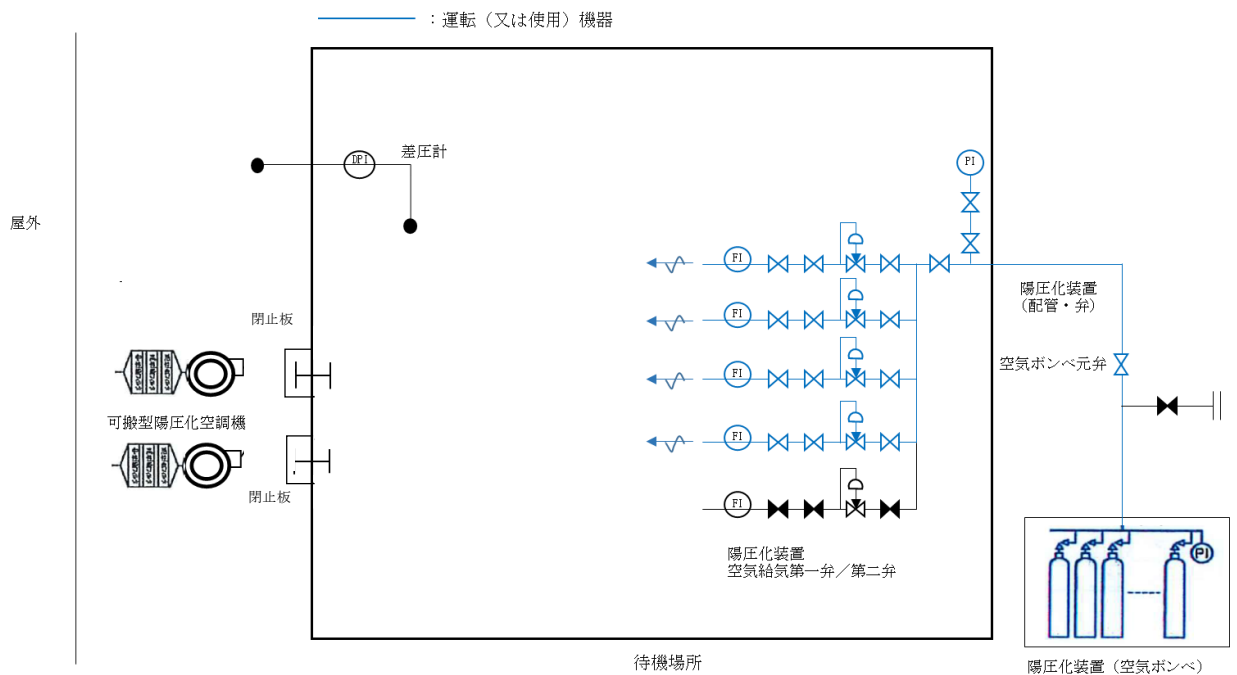 ：運転（又は使用）機器
DPI
差圧計
PI
屋外
FI
陽圧化装置
（配管・弁）
FI
閉止板
空気ボンベ元弁
FI
可搬型陽圧化空調機
FI
閉止板
FI
陽圧化装置
空気給気第一弁／第二弁
PI
待機場所
陽圧化装置（空気ボンベ）